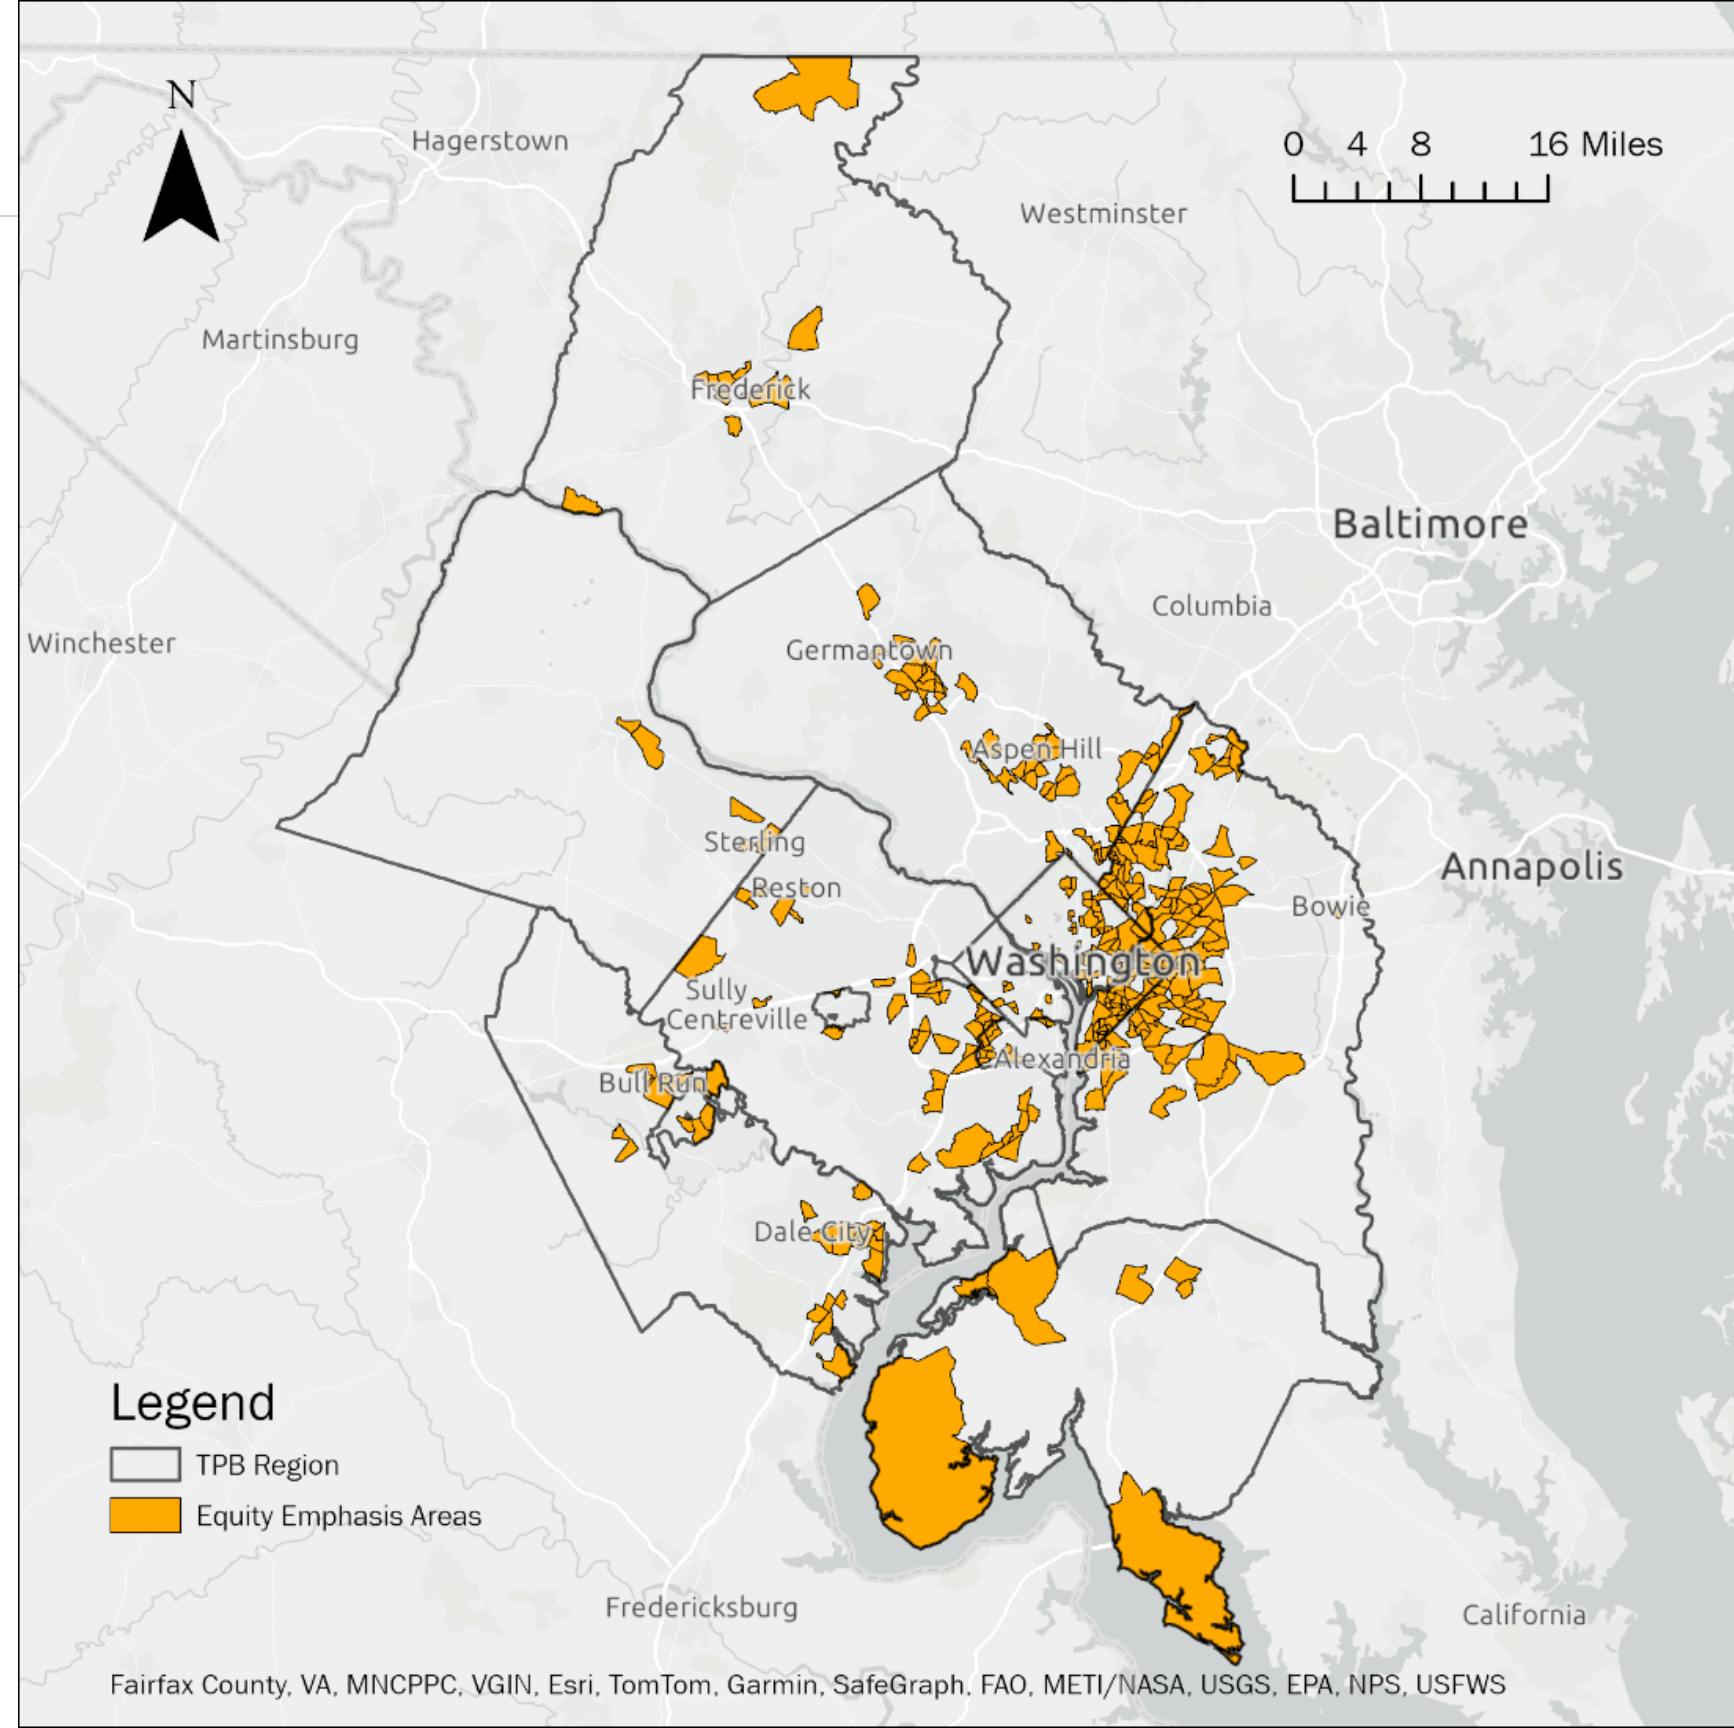 N
Hagerstown
0 4 8 16 Miles
Westminster
Martinsburg
Frederick
Baltimore
Columbia
Winchester
Germantown
Aspen Hill
Sterling
Annapolis
Reston
Bowie
Washington
Sully
Centreville
Alexandria
Bull Run
Dale City
Legend
TPB Region
Equity Emphasis Areas
Fredericksburg
California
Fairfax County, VA, MNCPPC, VGIN, Esri, TomTom, Garmin, SafeGraph, FAO, METI/NASA, USGS, EPA, NPS, USFWS